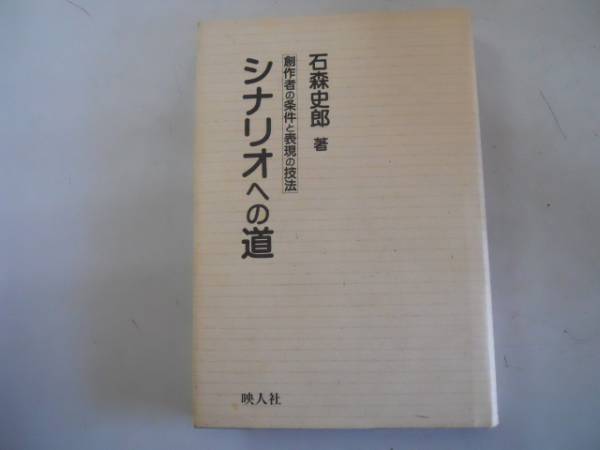 石森史郎 著
創作者の条件と表現の技法
シナリオへの道
映人社